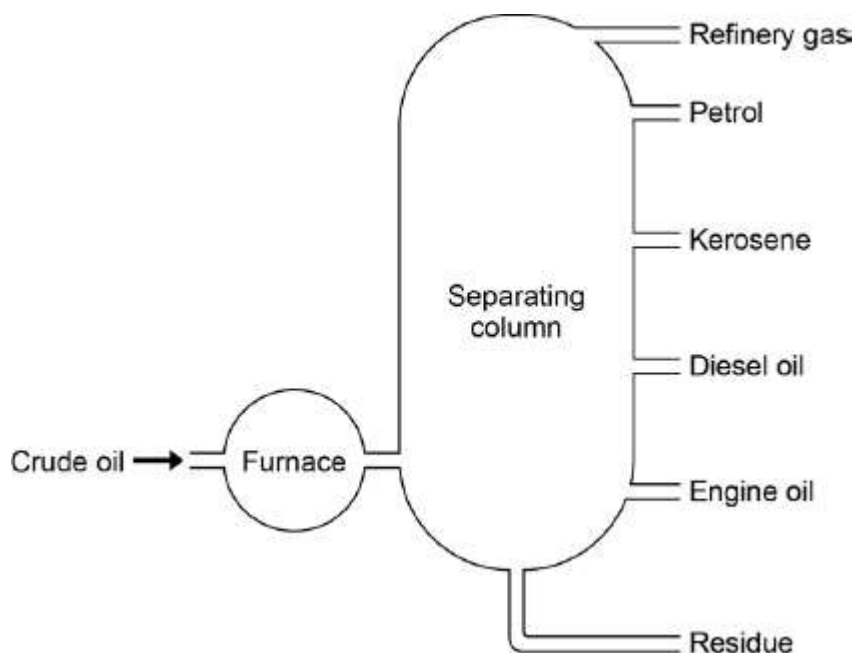 Refinery gas
Petrol
Kerosene
Separating
column
Diesel oil
Crude oil
Furnace
Engine oil
Residue